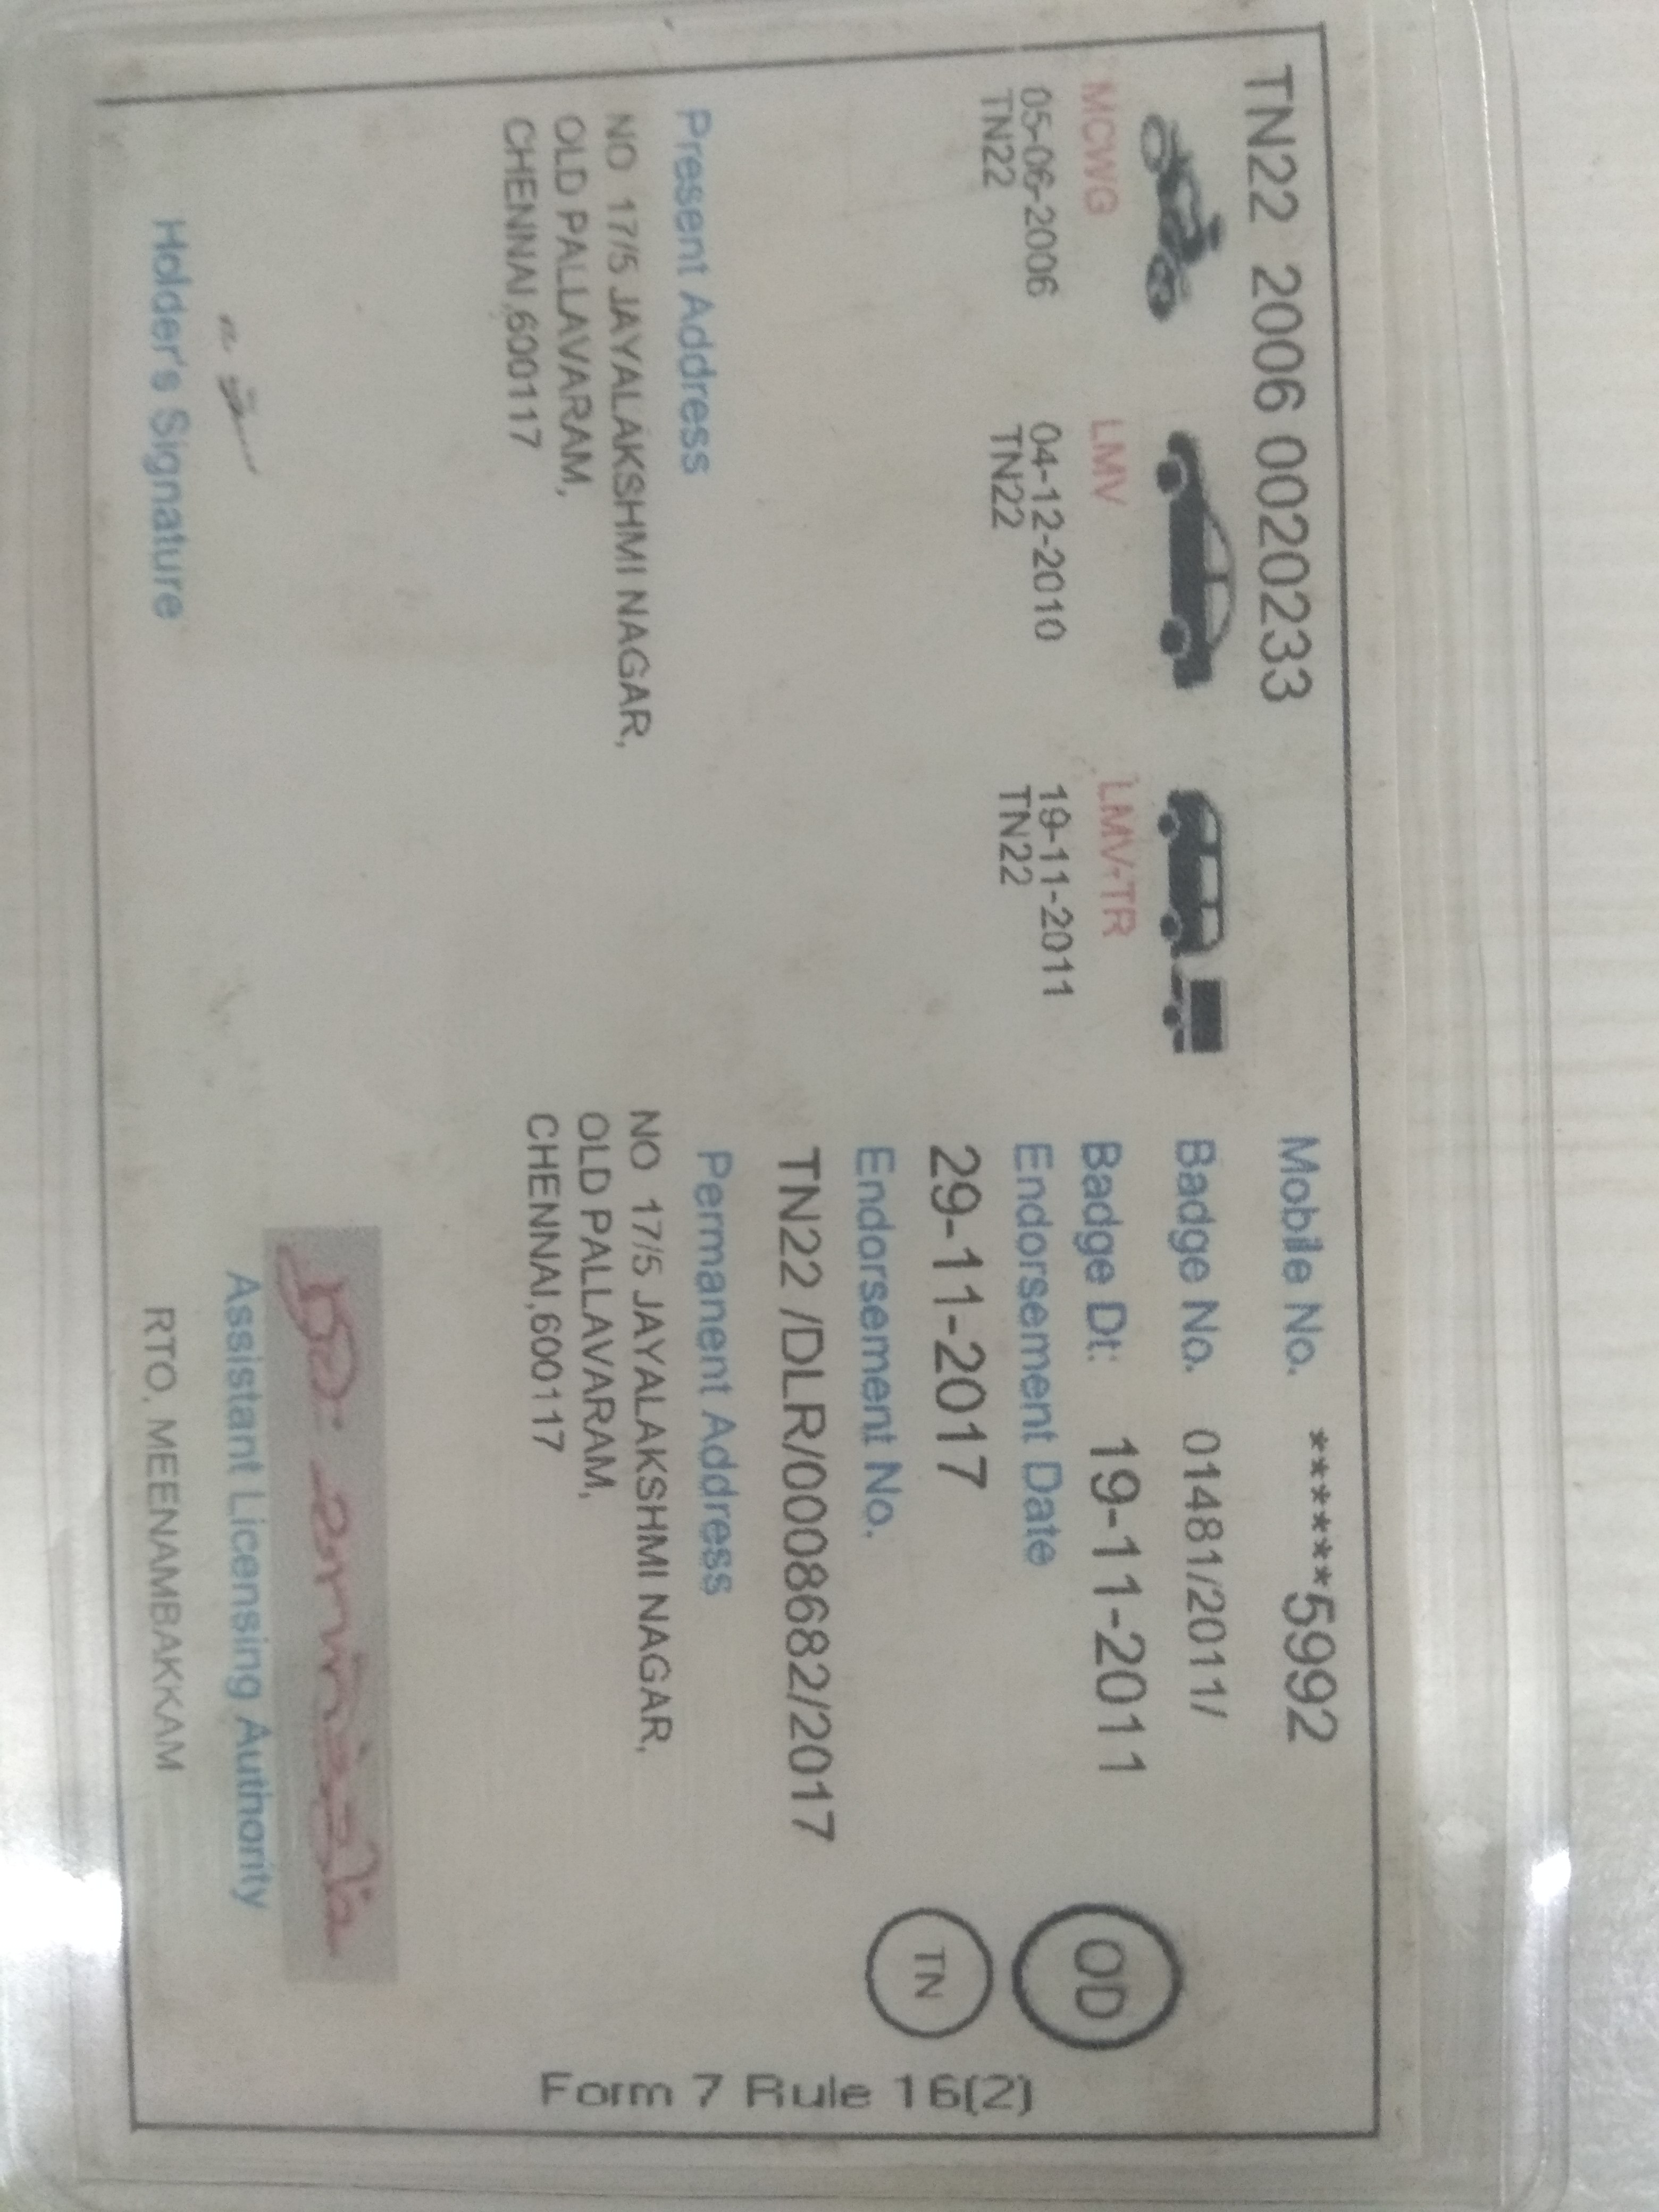 TN22 2006 0020233
Mobile No. ******5992
Badge No. 01481/2011/
MCWG
05-06-2006
TN22
LMV
04-12-2010
TN22
LMV-TR
19-11-2011
TN22
Badge Dt: 19-11-2011
OD
Endorsement Date
29-11-2017
TN
Endorsement No.
TN22 /DLR/0008682/2017
Present Address
NO 17/5 JAYALAKSHMI NAGAR,
OLD PALLAVARAM,
CHENNAI,600117
Permanent Address
NO 17/5 JAYALAKSHMI NAGAR,
OLD PALLAVARAM,
CHENNAI,600117
Holder's Signature
Assistant Licensing Authority
RTO, MEENAMBAKKAM
Form 7 Rule 16(2)